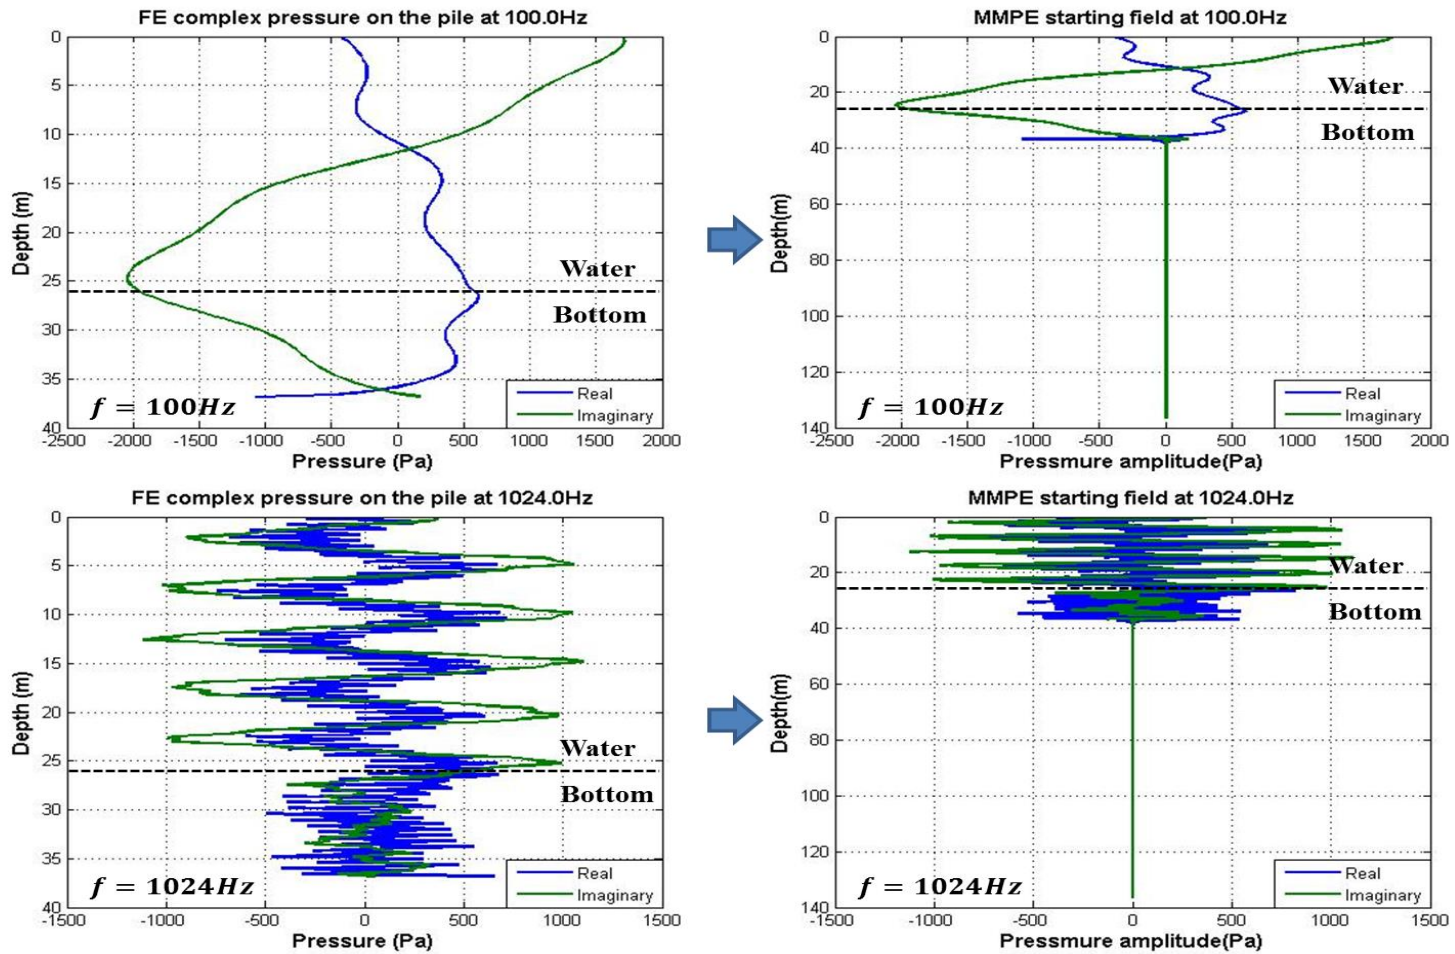 FE complex pressure on the pile at 100.0Hz
0
5
10
15
20
25
30
35
40
Depth (m)
Water
Bottom
f = 100Hz
Real
Imaginary
-2500 -2000 -1500 -1000 -500 0 500 1000 1500 2000
Pressure (Pa)
MMPE starting field at 100.0Hz
0
20
40
60
80
100
120
140
Depth(m)
Water
Bottom
f = 100Hz
Real
Imaginary
-2500 -2000 -1500 -1000 -500 0 500 1000 1500 2000
Pressmure amplitude(Pa)
FE complex pressure on the pile at 1024.0Hz
0
5
10
15
20
25
30
35
40
Depth (m)
Water
Bottom
f = 1024Hz
Real
Imaginary
-1500 -1000 -500 0 500 1000 1500
Pressure (Pa)
MMPE starting field at 1024.0Hz
0
20
40
60
80
100
120
140
Depth(m)
Water
Bottom
f = 1024Hz
Real
Imaginary
-1500 -1000 -500 0 500 1000 1500
Pressmure amplitude(Pa)